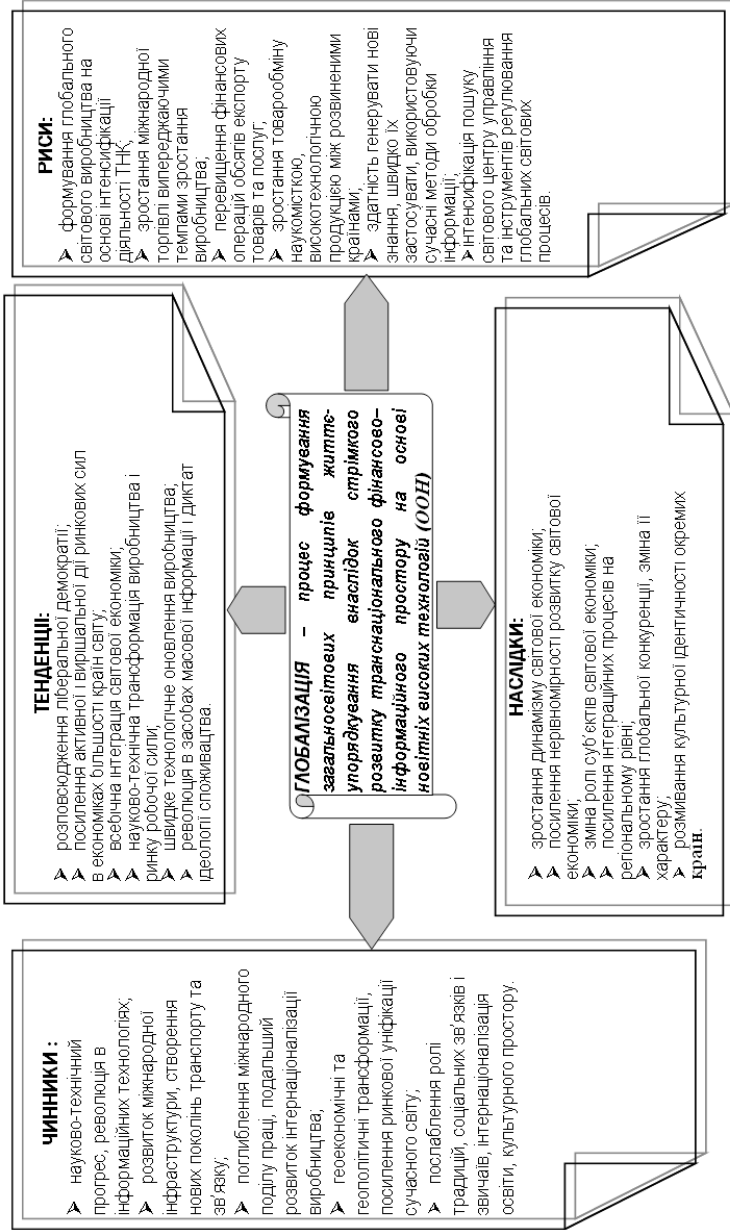 ЧИННИКИ :
➢ науково-технічний
прогрес, революція в
інформаційних технологіях;
➢ розвиток міжнародної
інфраструктури, створення
нових поколінь транспорту та
зв'язку;
➢ поглиблення міжнародного
поділу праці, подальший
розвиток інтернаціоналізації
виробництва;
➢ геоекономічні та
геополітичні трансформації,
посилення ринкової уніфікації
сучасного світу;
➢ послаблення ролі
традицій, соціальних зв'язків і
звичаїв, інтернаціоналізація
освіти, культурного простору.
ТЕНДЕНЦІЇ:
➢ розповсюдження ліберальної демократії;
➢ посилення активної і вирішальної дії ринкових сил
в економіках більшості країн світу;
➢ всебічна інтеграція світової економіки;
➢ науково-технічна трансформація виробництва і
ринку робочої сили;
➢ швидке технологічне оновлення виробництва;
➢ революція в засобах масової інформації і диктат
ідеології споживацтва.
ГЛОБАЛІЗАЦІЯ – процес формування
загальносвітових принципів життє-
упорядкування внаслідок стрімкого
розвитку транснаціонального фінансово–
інформаційного простору на основі
новітніх високих технологій (ООН)
НАСЛІДКИ:
➢ зростання динамізму світової економіки;
➢ посилення нерівномірності розвитку світової
економіки;
➢ зміна ролі суб'єктів світової економіки;
➢ посилення інтеграційних процесів на
регіональному рівні;
➢ зростання глобальної конкуренції, зміна її
характеру;
➢ розмивання культурної ідентичності окремих
країн.
РИСИ:
➢ формування глобального
світового виробництва на
основі інтенсифікації
діяльності ТНК;
➢ зростання міжнародної
торгівлі випереджаючими
темпами зростання
виробництва;
➢ перевищення фінансових
операцій обсягів експорту
товарів та послуг;
➢ зростання товарообміну
наукомісткою,
високотехнологічною
продукцією між розвиненими
країнами;
➢ здатність генерувати нові
знання, швидко їх
застосувати, використовуючи
сучасні методи обробки
інформації;
➢ інтенсифікація пошуку
світового центру управління
та інструментів регулювання
глобальних світових
процесів.